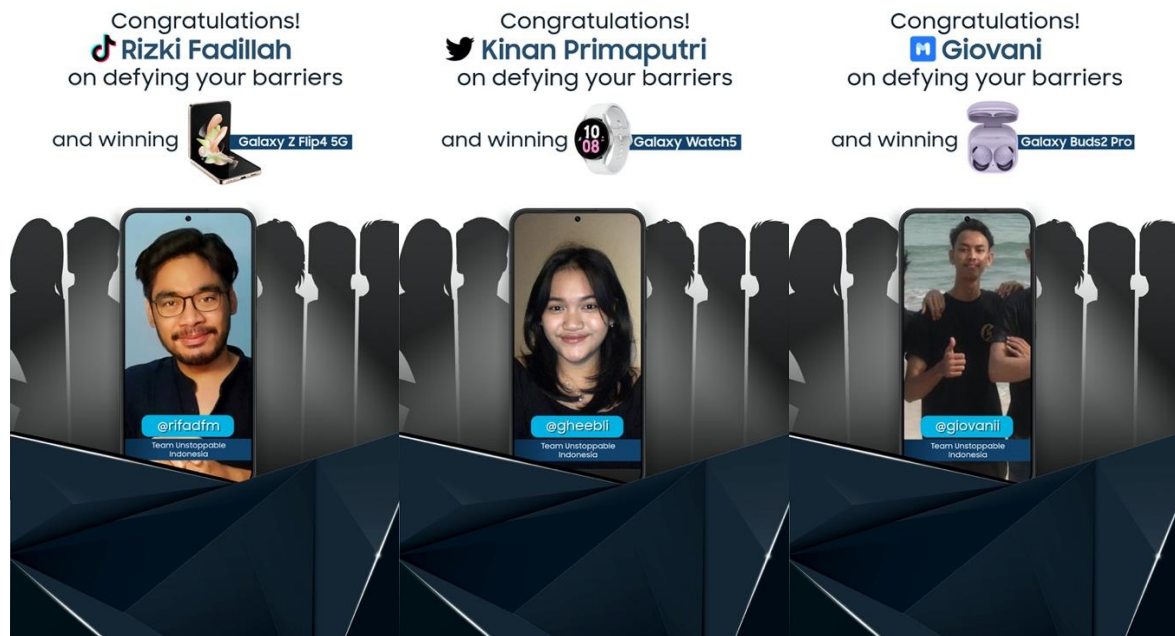 Congratulations!
Rizki Fadillah
on defying your barriers
and winning Galaxy Z Flip4 5G
@rifadfm
Team Unstoppable
Indonesia
Congratulations!
Kinan Primaputri
on defying your barriers
and winning 10 08 Galaxy Watch5
@gheebli
Team Unstoppable
Indonesia
Congratulations!
M Giovani
on defying your barriers
and winning Galaxy Buds2 Pro
@giovanii
Team Unstoppable
Indonesia